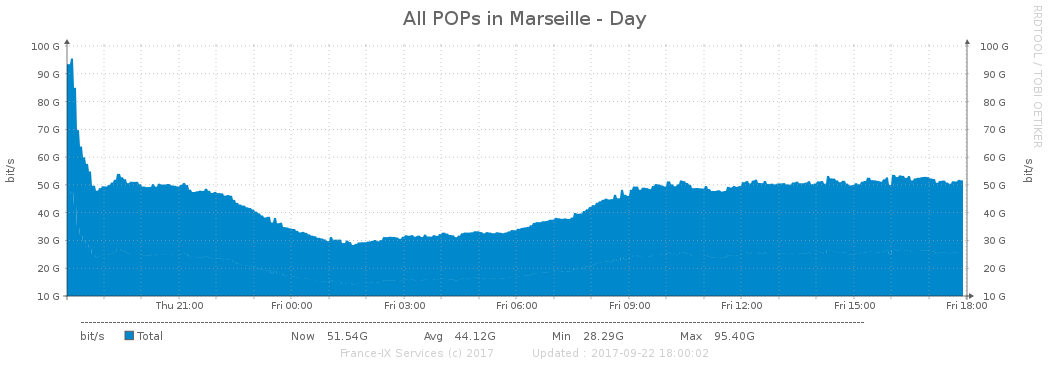 All POPs in Marseille - Day
RRDTOOL / TOBI OETIKER
bit/s
bit/s
100 G 100 G
90 G 90 G
80 G 80 G
70 G 70 G
60 G 60 G
50 G 50 G
40 G 40 G
30 G 30 G
20 G 20 G
10 G 10 G
Thu 21:00 Fri 00:00 Fri 03:00 Fri 06:00 Fri 09:00 Fri 12:00 Fri 15:00 Fri 18:00
bit/s Total Now 51.54G Avg 44.12G Min 28.29G Max 95.40G
France-IX Services (c) 2017 Updated : 2017-09-22 18:00:02